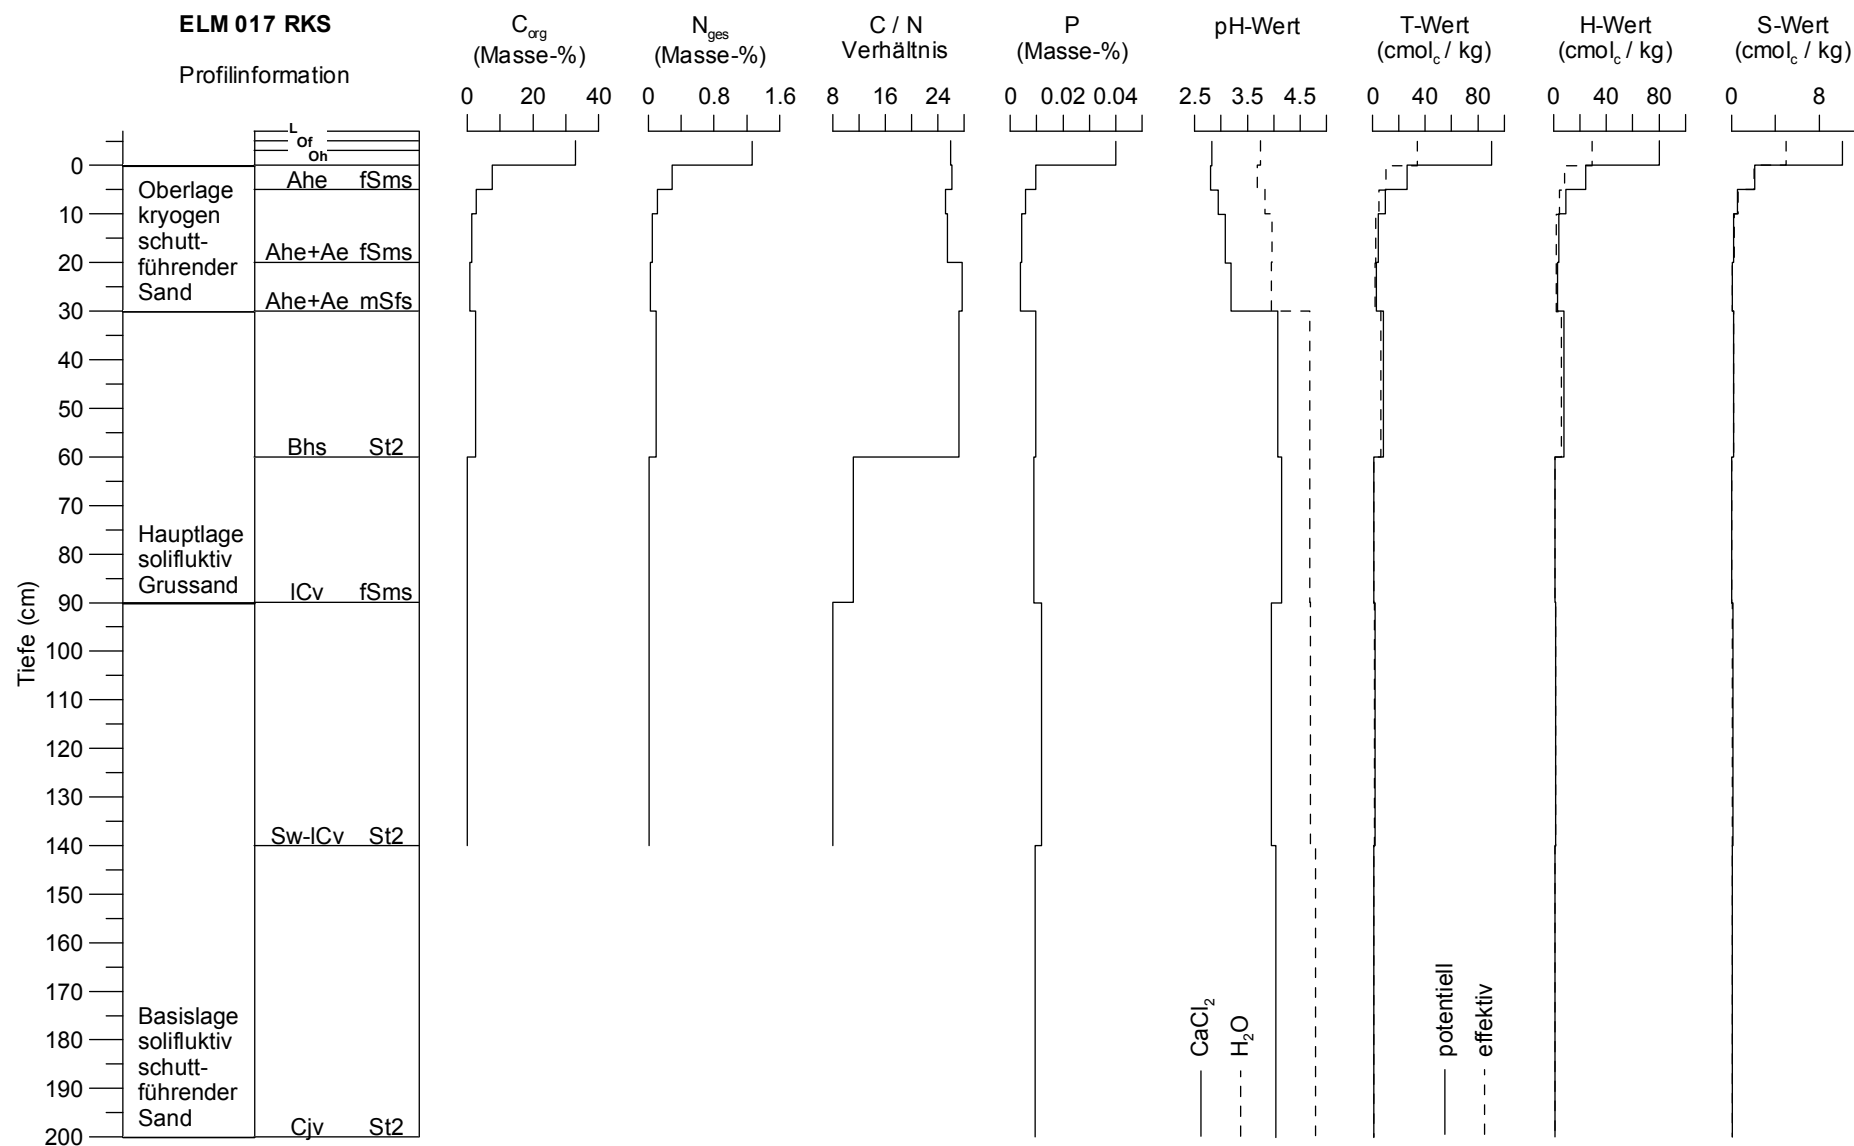 ELM 017 RKS
Profilinformation
Corg
(Masse-%)
0 20 40
Nges
(Masse-%)
0 0.8 1.6
C / N
Verhältnis
8 16 24
P
(Masse-%)
0 0.02 0.04
pH-Wert
2.5 3.5 4.5
T-Wert
(cmolc / kg)
0 40 80
H-Wert
(cmolc / kg)
0 40 80
S-Wert
(cmolc / kg)
0 8
Tiefe (cm)
0
10
20
30
40
50
60
70
80
90
100
110
120
130
140
150
160
170
180
190
200
Oberlage
kryogen
schutt-
führender
Sand
Hauptlage
solifluktiv
Grussand
Basislage
solifluktiv
schutt-
führender
Sand
L
Of
Oh
Ahe fSms
Ahe+Ae fSms
Ahe+Ae mSfs
Bhs St2
lCv fSms
Sw-lCv St2
Cjv St2
CaCl₂
H₂O
potentiell
effektiv